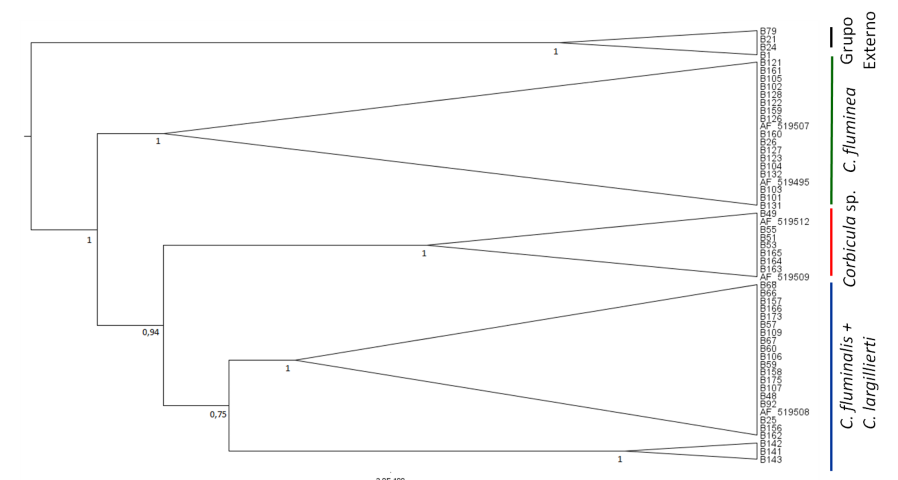 B79
B21
B24
B1
B121
B161
B105
B102
B128
B122
B159
B126
AF_519507
B160
B26
B127
B123
B104
B132
AF_519495
B103
B101
B131
B49
AF_519512
B55
B51
B53
B165
B164
B163
AF_519509
B68
B66
B157
B166
B173
B57
B109
B67
B60
B106
B59
B158
B175
B107
B48
B92
AF_519508
B25
B156
B162
B142
B141
B143
1
1
1
1
0,94
1
0,75
1
Grupo
Externo
C. fluminea
Corbicula sp.
C. fluminalis +
C. largillierti